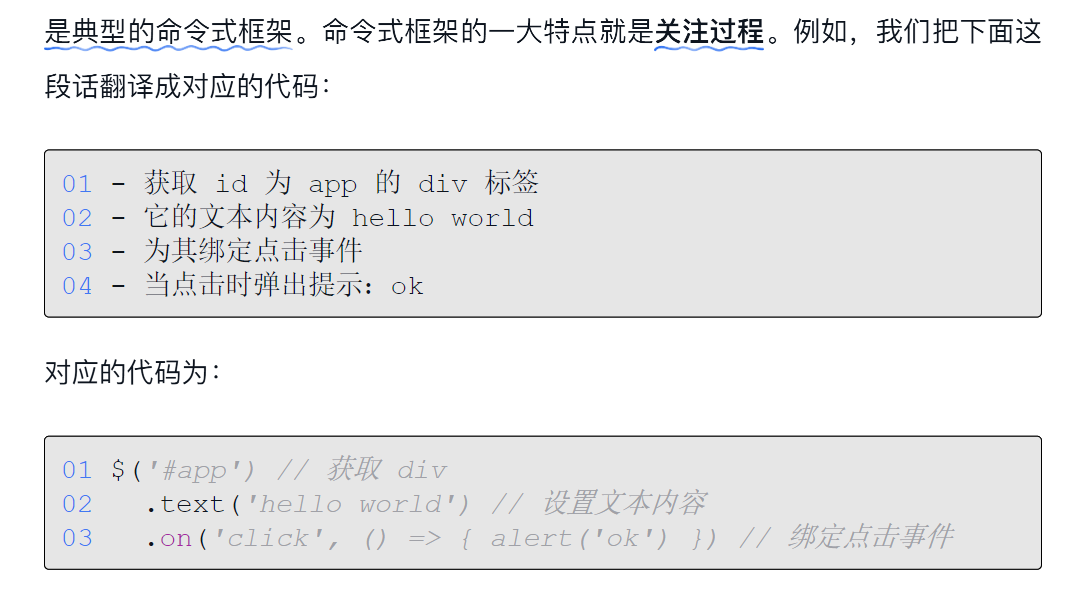 是典型的命令式框架。命令式框架的一大特点就是关注过程。例如，我们把下面这
段话翻译成对应的代码：
01 - 获取 id 为 app 的 div 标签
02 - 它的文本内容为 hello world
03 - 为其绑定点击事件
04 - 当点击时弹出提示：ok
对应的代码为：
01 $('#app') // 获取 div
02   .text('hello world') // 设置文本内容
03   .on('click', () => { alert('ok') }) // 绑定点击事件